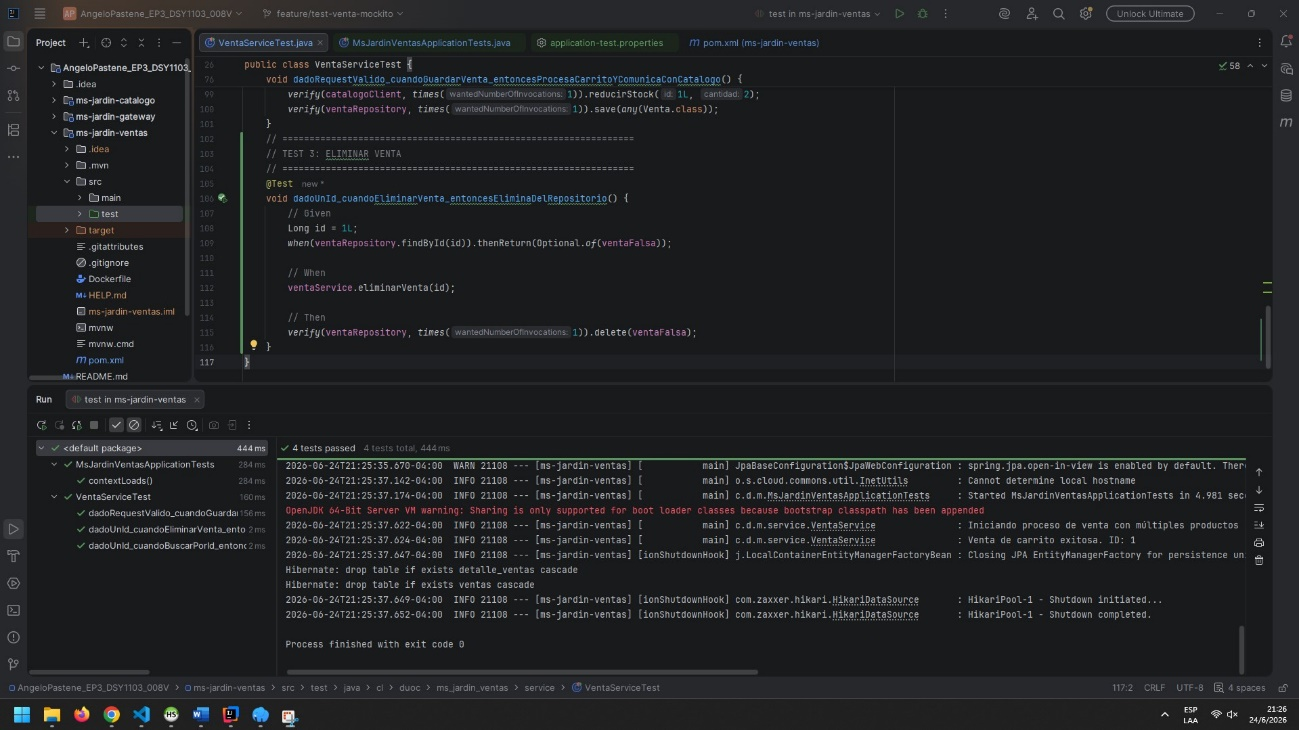 AP AngeloPastene_EP3_DSY1103_008V
feature/test-venta-mockito
test in ms-jardin-ventas
Unlock Ultimate
Project
VentaServiceTest.java
MsJardinVentasApplicationTests.java
application-test.properties
m pom.xml (ms-jardin-ventas)
AngeloPastene_EP3_DSY1103_
.idea
ms-jardin-catalogo
ms-jardin-gateway
ms-jardin-ventas
.idea
.mvn
src
main
test
target
.gitattributes
.gitignore
Dockerfile
M↓ HELP.md
ms-jardin-ventas.iml
mvnw
mvnw.cmd
m pom.xml
M↓ README.md
58
26 public class VentaServiceTest {
76 void dadoRequestValido_cuandoGuardarVenta_entoncesProcesaCarritoYComunicaConCatalogo() {
99 verify(catalogoClient, times( wantedNumberOfInvocations: 1)).reducirStock( id: 1L, cantidad: 2);
100 verify(ventaRepository, times( wantedNumberOfInvocations: 1)).save(any(Venta.class));
101 }
102 // ================================================================
103 // TEST 3: ELIMINAR VENTA
104 // ================================================================
105 @Test new *
106 void dadoUnId_cuandoEliminarVenta_entoncesEliminaDelRepositorio() {
107 // Given
108 Long id = 1L;
109 when(ventaRepository.findById(id)).thenReturn(Optional.of(ventaFalsa));
110
111 // When
112 ventaService.eliminarVenta(id);
113
114 // Then
115 verify(ventaRepository, times( wantedNumberOfInvocations: 1)).delete(ventaFalsa);
116 }
117 }
Run
test in ms-jardin-ventas
<default package> 444 ms
MsJardinVentasApplicationTests 284 ms
contextLoads() 284 ms
VentaServiceTest 160 ms
dadoRequestValido_cuandoGuarda 156 ms
dadoUnId_cuandoEliminarVenta_ento 2 ms
dadoUnId_cuandoBuscarPorId_entonc 2 ms
4 tests passed 4 tests total, 444 ms
2026-06-24T21:25:35.670-04:00 WARN 21108 --- [ms-jardin-ventas] [ main] JpaBaseConfiguration$JpaWebConfiguration : spring.jpa.open-in-view is enabled by default. There
2026-06-24T21:25:37.142-04:00 INFO 21108 --- [ms-jardin-ventas] [ main] o.s.cloud.commons.util.InetUtils : Cannot determine local hostname
2026-06-24T21:25:37.174-04:00 INFO 21108 --- [ms-jardin-ventas] [ main] c.d.m.MsJardinVentasApplicationTests : Started MsJardinVentasApplicationTests in 4.981 seco
OpenJDK 64-Bit Server VM warning: Sharing is only supported for boot loader classes because bootstrap classpath has been appended
2026-06-24T21:25:37.622-04:00 INFO 21108 --- [ms-jardin-ventas] [ main] c.d.m.service.VentaService : Iniciando proceso de venta con múltiples productos
2026-06-24T21:25:37.624-04:00 INFO 21108 --- [ms-jardin-ventas] [ main] c.d.m.service.VentaService : Venta de carrito exitosa. ID: 1
2026-06-24T21:25:37.647-04:00 INFO 21108 --- [ms-jardin-ventas] [ionShutdownHook] j.LocalContainerEntityManagerFactoryBean : Closing JPA EntityManagerFactory for persistence un
Hibernate: drop table if exists detalle_ventas cascade
Hibernate: drop table if exists ventas cascade
2026-06-24T21:25:37.649-04:00 INFO 21108 --- [ms-jardin-ventas] [ionShutdownHook] com.zaxxer.hikari.HikariDataSource : HikariPool-1 - Shutdown initiated...
2026-06-24T21:25:37.652-04:00 INFO 21108 --- [ms-jardin-ventas] [ionShutdownHook] com.zaxxer.hikari.HikariDataSource : HikariPool-1 - Shutdown completed.
Process finished with exit code 0
AngeloPastene_EP3_DSY1103_008V > ms-jardin-ventas > src > test > java > cl > duoc > ms_jardin_ventas > service > VentaServiceTest
117:2 CRLF UTF-8 4 spaces
ESP
LAA
21:26
24/6/2026